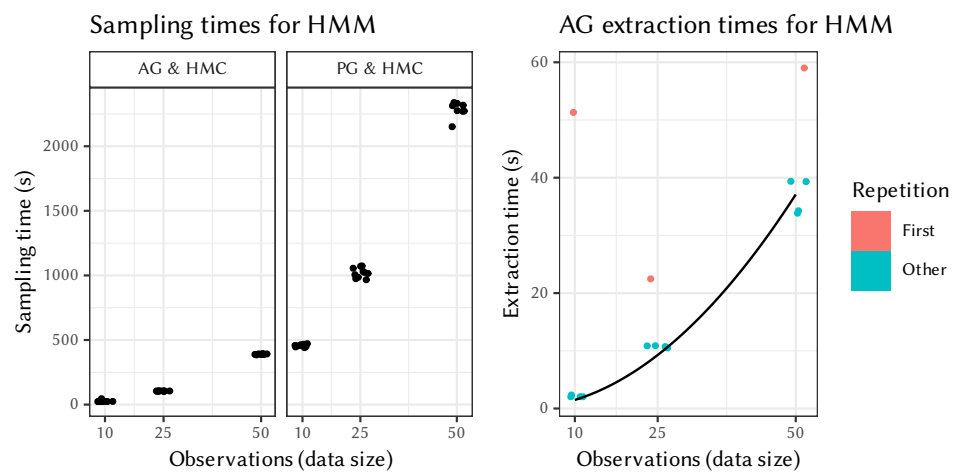 Sampling times for HMM
AG & HMC
PG & HMC
2000
1500
1000
500
0
Sampling time (s)
10
25
50
10
25
50
Observations (data size)
AG extraction times for HMM
60
40
20
0
Extraction time (s)
10
25
50
Observations (data size)
Repetition
First
Other